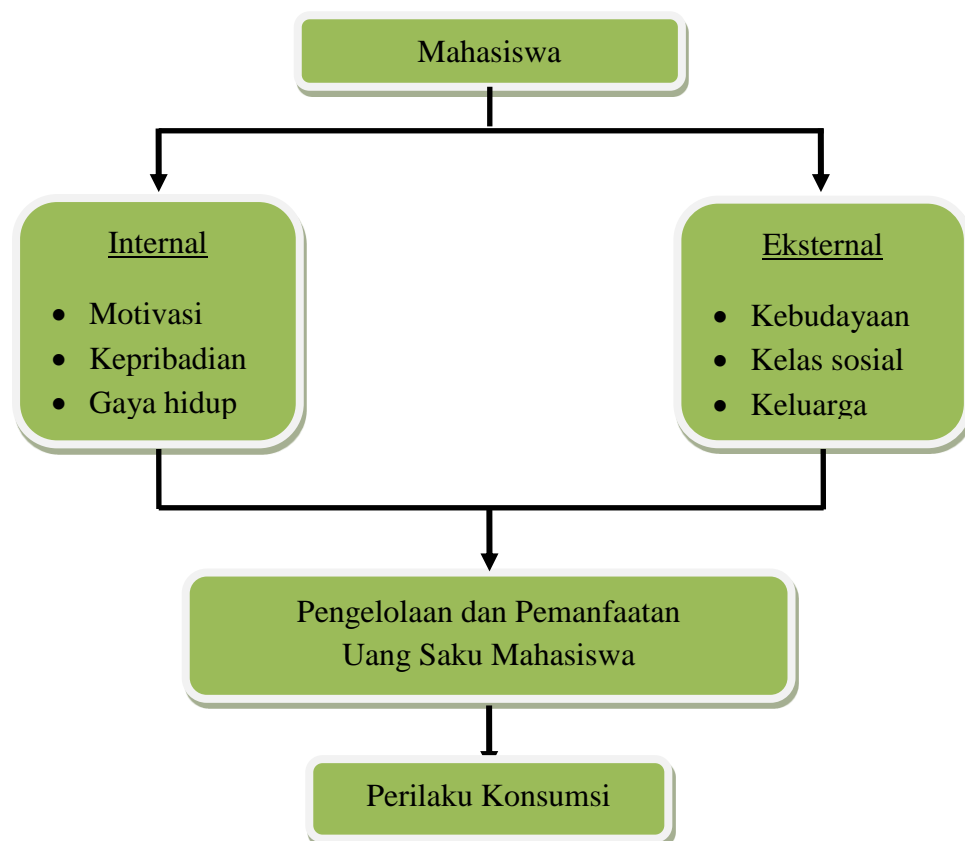 Mahasiswa
Internal
• Motivasi
• Kepribadian
• Gaya hidup
Eksternal
• Kebudayaan
• Kelas sosial
• Keluarga
Pengelolaan dan Pemanfaatan
Uang Saku Mahasiswa
Perilaku Konsumsi